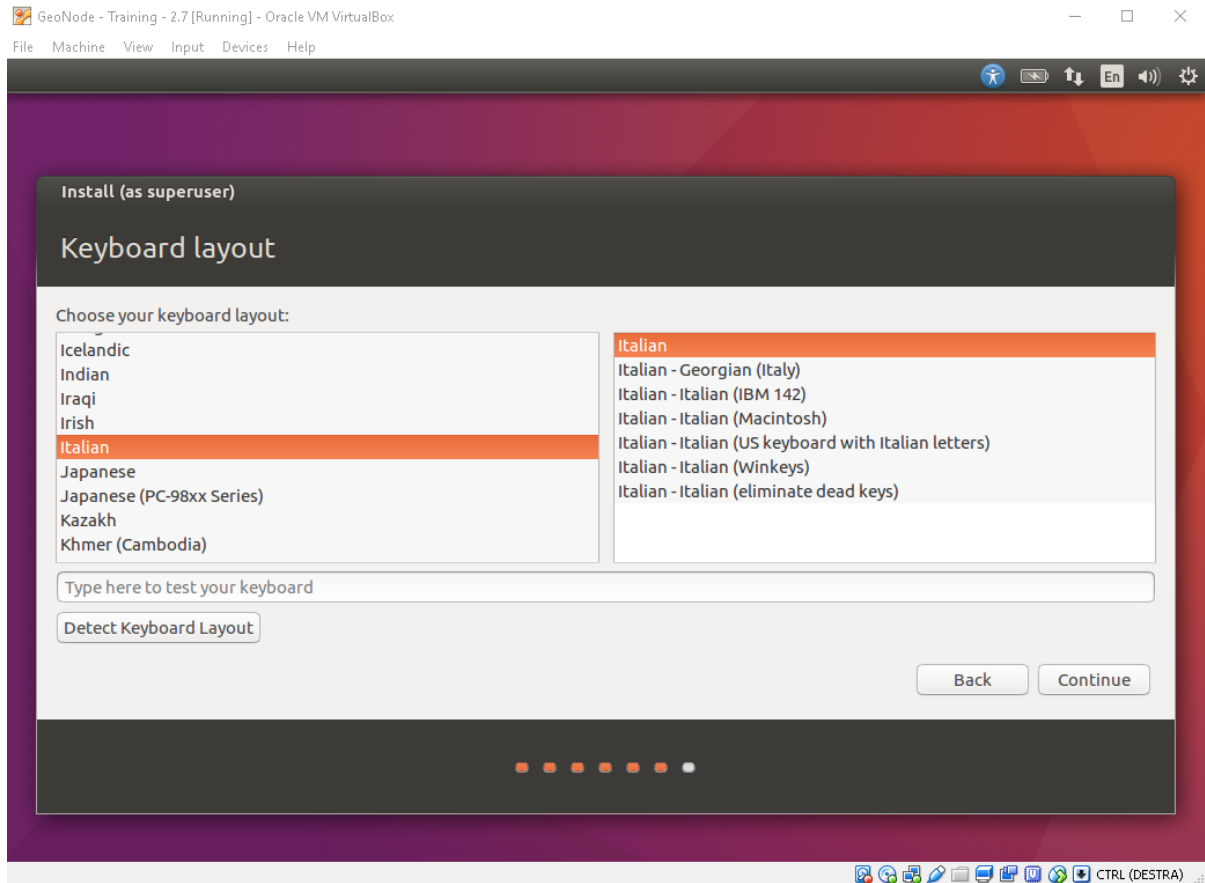 GeoNode - Training - 2.7 [Running] - Oracle VM VirtualBox
File Machine View Input Devices Help
En
Install (as superuser)
Keyboard layout
Choose your keyboard layout:
Icelandic
Indian
Iraqi
Irish
Italian
Japanese
Japanese (PC-98xx Series)
Kazakh
Khmer (Cambodia)
Italian
Italian - Georgian (Italy)
Italian - Italian (IBM 142)
Italian - Italian (Macintosh)
Italian - Italian (US keyboard with Italian letters)
Italian - Italian (Winkeys)
Italian - Italian (eliminate dead keys)
Type here to test your keyboard
Detect Keyboard Layout
Back Continue
CTRL (DESTRA)